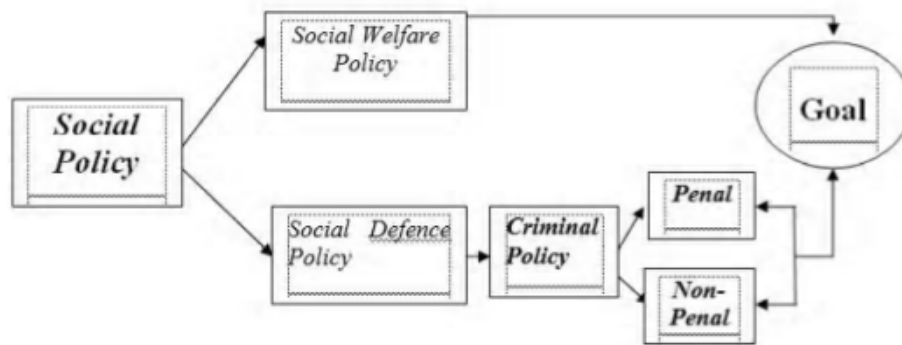 Social Welfare
Policy
Social
Policy
Goal
Social Defence
Policy
Criminal
Policy
Penal
Non-
Penal